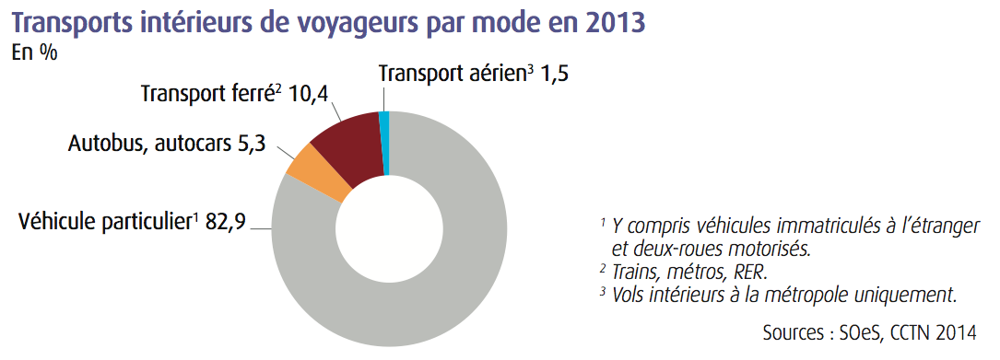 Transports intérieurs de voyageurs par mode en 2013
En %
Transport aérien³ 1,5
Transport ferré² 10,4
Autobus, autocars 5,3
Véhicule particulier¹ 82,9
¹ Y compris véhicules immatriculés à l’étranger
et deux-roues motorisés.
² Trains, métros, RER.
³ Vols intérieurs à la métropole uniquement.
Sources : SOeS, CCTN 2014